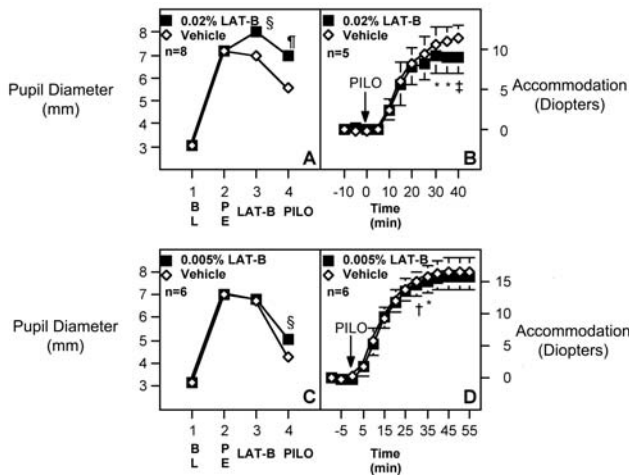 0.02% LAT-B §
Vehicle ¶
n=8
Pupil Diameter
(mm)
8
7
6
5
4
3
A
1 2 3 4
B P LAT-B PILO
L E
0.02% LAT-B ‡
Vehicle
n=5
PILO
* * ‡
B
10
5
0
Accommodation
(Diopters)
-10 0 10 20 30 40
Time
(min)
0.005% LAT-B
Vehicle
n=6
§
Pupil Diameter
(mm)
8
7
6
5
4
3
C
1 2 3 4
B P LAT-B PILO
L E
0.005% LAT-B
Vehicle
n=6
PILO
† *
D
15
10
5
0
Accommodation
(Diopters)
-5 5 15 25 35 45 55
Time
(min)